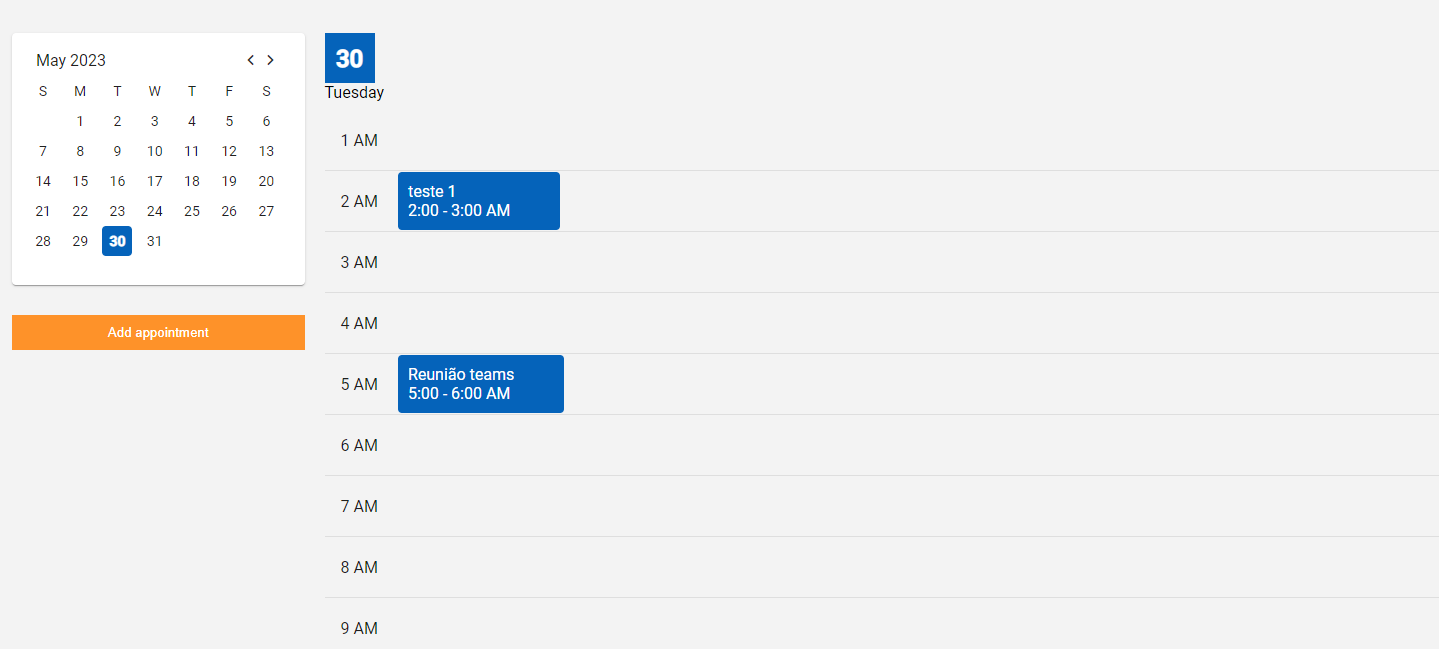 May 2023
S M T W T F S
1 2 3 4 5 6
7 8 9 10 11 12 13
14 15 16 17 18 19 20
21 22 23 24 25 26 27
28 29 30 31
Add appointment
30
Tuesday
1 AM
2 AM
teste 1
2:00 - 3:00 AM
3 AM
4 AM
5 AM
Reunião teams
5:00 - 6:00 AM
6 AM
7 AM
8 AM
9 AM